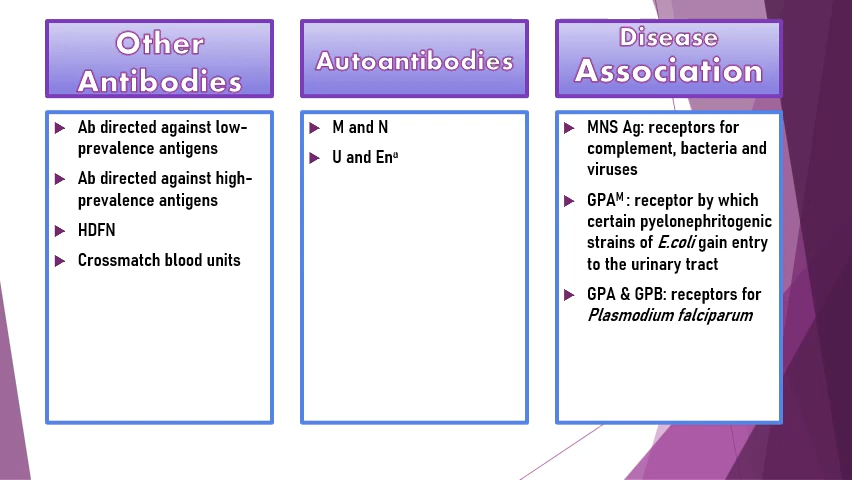 Other
Antibodies
Ab directed against low-
prevalence antigens
Ab directed against high-
prevalence antigens
HDFN
Crossmatch blood units
Autoantibodies
M and N
U and Enᵃ
Disease
Association
MNS Ag: receptors for
complement, bacteria and
viruses
GPAᴹ : receptor by which
certain pyelonephritogenic
strains of E.coli gain entry
to the urinary tract
GPA & GPB: receptors for
Plasmodium falciparum